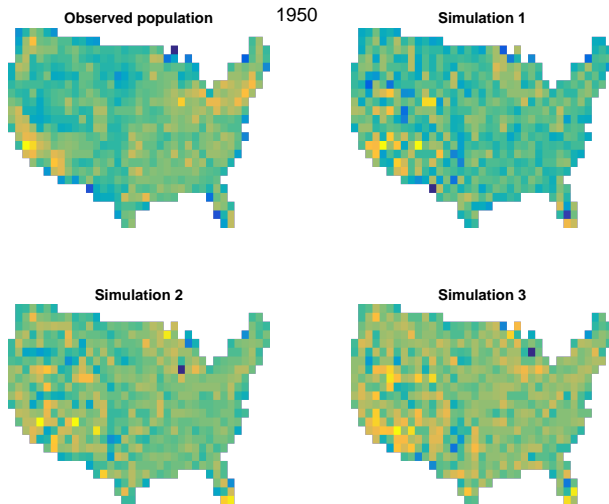 Observed population
1950
Simulation 1
Simulation 2
Simulation 3